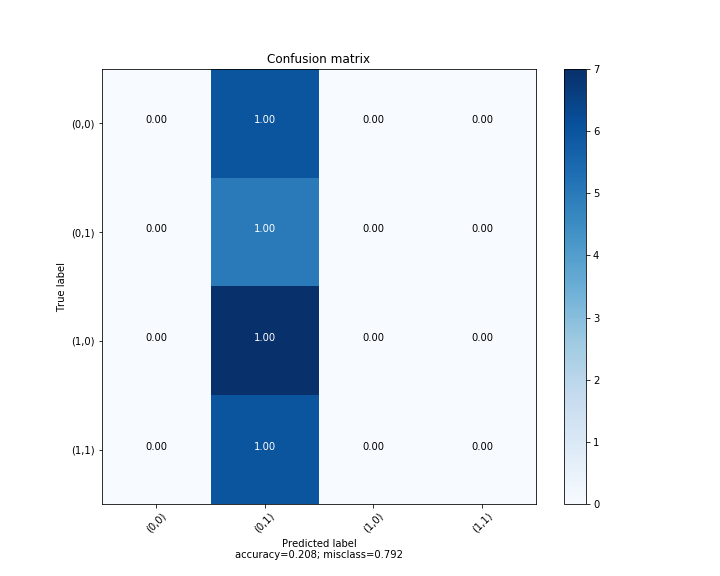 Confusion matrix
True label
(0,0) 0.00 1.00 0.00 0.00
(0,1) 0.00 1.00 0.00 0.00
(1,0) 0.00 1.00 0.00 0.00
(1,1) 0.00 1.00 0.00 0.00
(0,0) (0,1) (1,0) (1,1)
Predicted label
accuracy=0.208; misclass=0.792
7
6
5
4
3
2
1
0